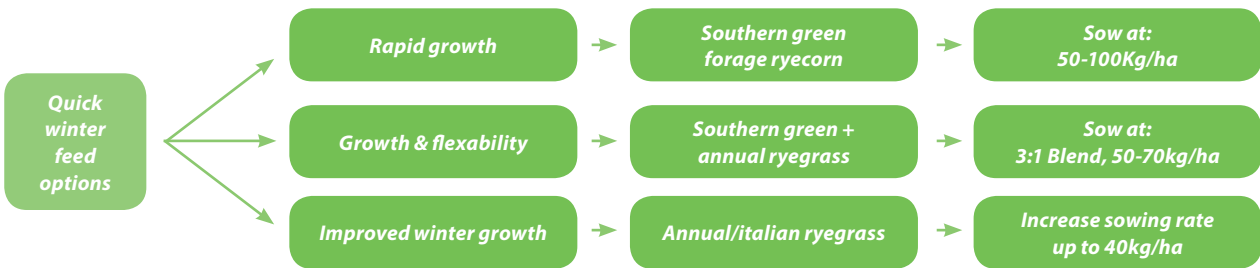 Quick
winter
feed
options
Rapid growth
Southern green
forage ryecorn
Sow at:
50-100Kg/ha
Growth & flexability
Southern green +
annual ryegrass
Sow at:
3:1 Blend, 50-70kg/ha
Improved winter growth
Annual/italian ryegrass
Increase sowing rate
up to 40kg/ha